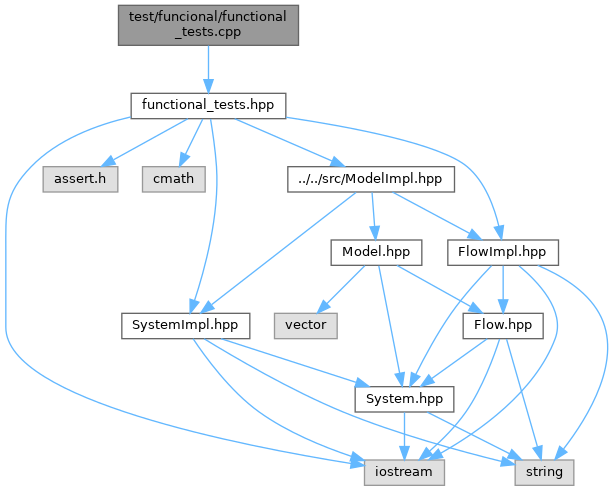 test/funcional/functional
_tests.cpp
functional_tests.hpp
assert.h
cmath
../../src/ModelImpl.hpp
Model.hpp
FlowImpl.hpp
SystemImpl.hpp
vector
Flow.hpp
System.hpp
iostream
string